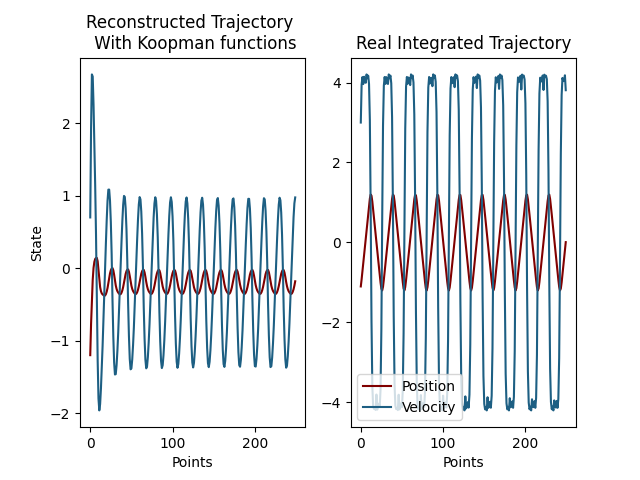 Reconstructed Trajectory
With Koopman functions
Real Integrated Trajectory
State
2
1
0
−1
−2
0
100
200
Points
4
2
0
−2
−4
0
100
200
Points
Position
Velocity